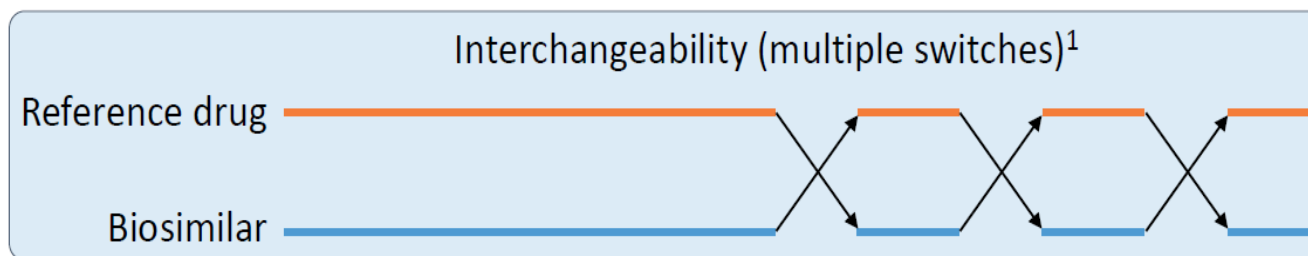 Interchangeability (multiple switches)¹
Reference drug
Biosimilar